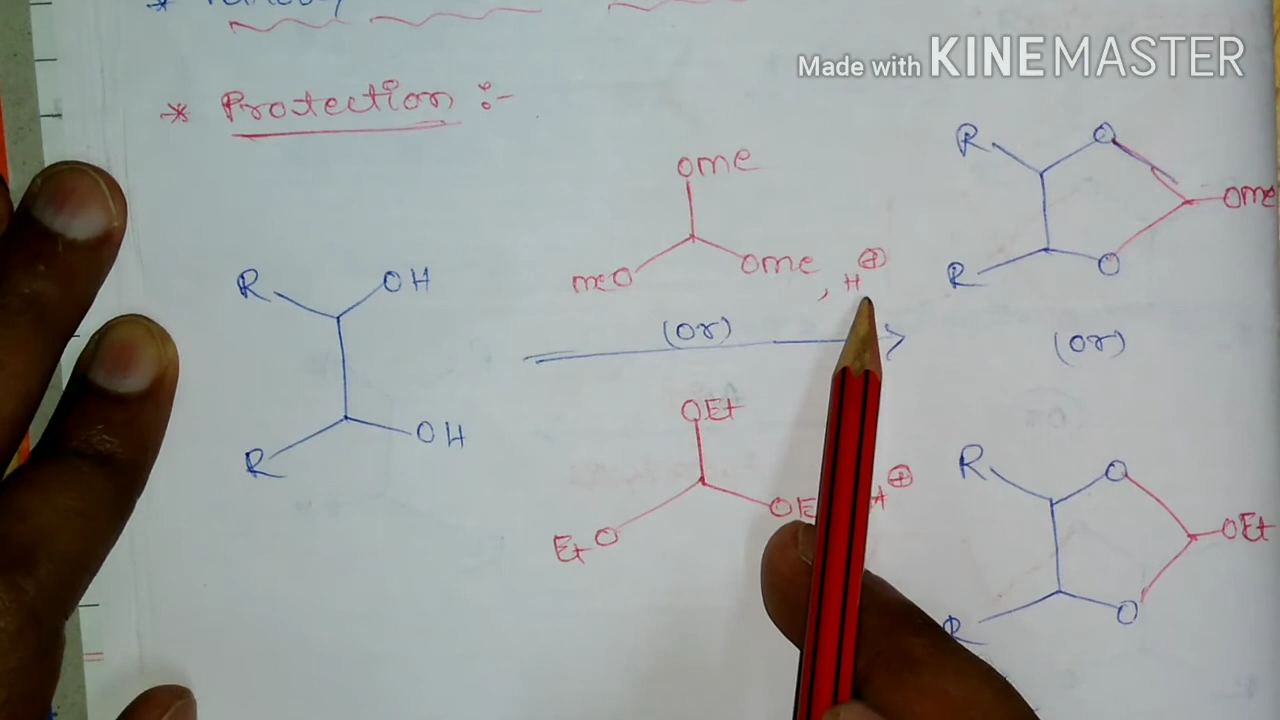 Made with KINEMASTER
* Protection :-
R OH
R OH
OMe
MeO OMe , H⊕
(or)
OEt
EtO
R O
OMe
R O
(or)
R O
OEt
R O